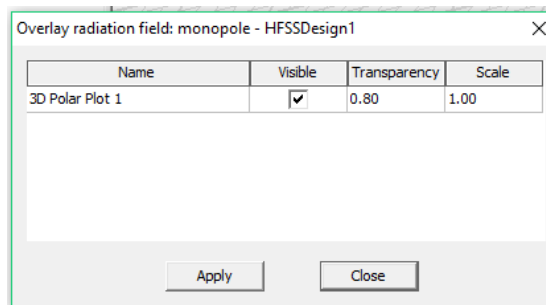 Overlay radiation field: monopole - HFSSDesign1
Name Visible Transparency Scale
3D Polar Plot 1 0.80 1.00
Apply Close